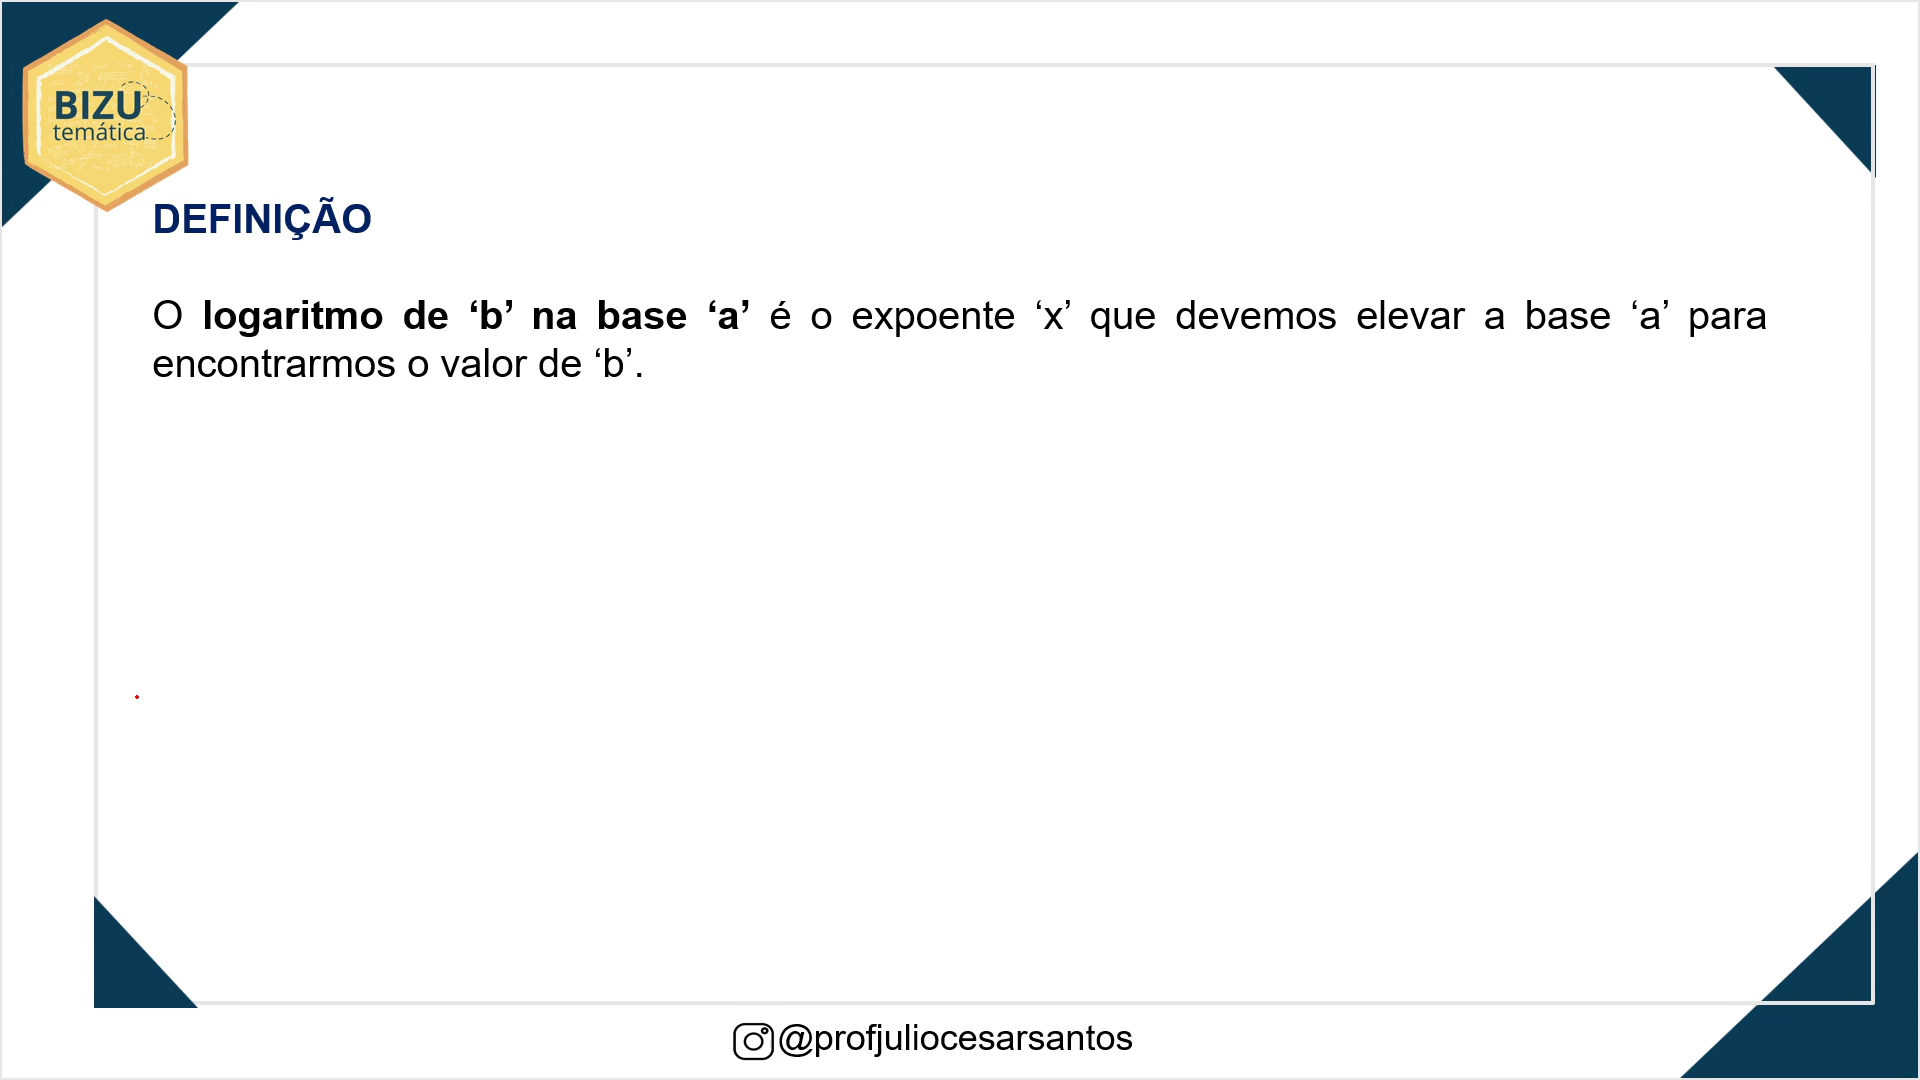 BIZU
temática
DEFINIÇÃO
O logaritmo de ‘b’ na base ‘a’ é o expoente ‘x’ que devemos elevar a base ‘a’ para
encontrarmos o valor de ‘b’.
@profjuliocesarsantos